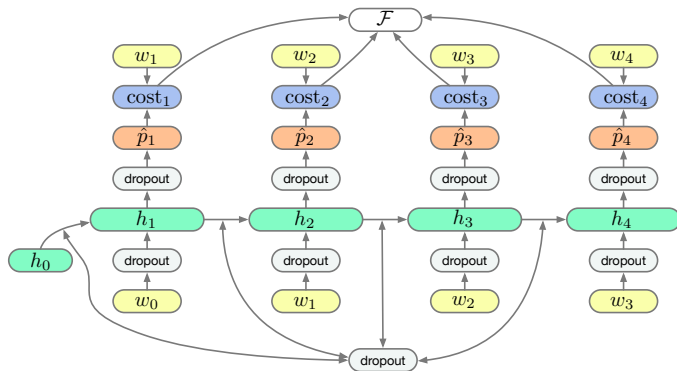 𝓕
w₁ w₂ w₃ w₄
cost₁ cost₂ cost₃ cost₄
p̂₁ p̂₂ p̂₃ p̂₄
dropout dropout dropout dropout
h₁ h₂ h₃ h₄
h₀ dropout dropout dropout dropout
w₀ w₁ w₂ w₃
dropout